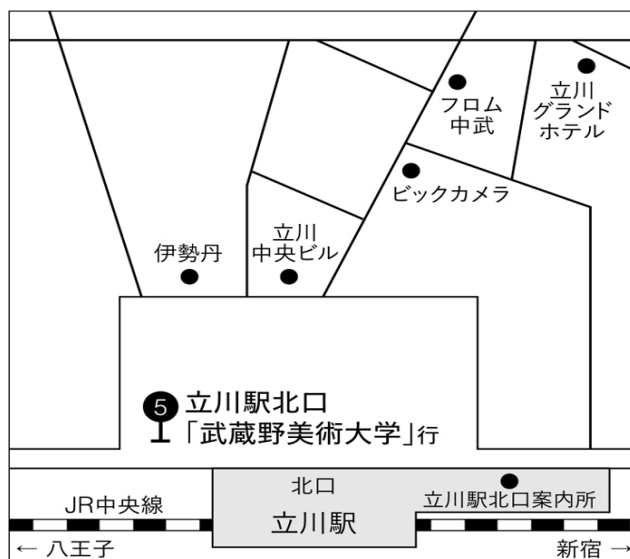 フロム
中武
立川
グランド
ホテル
ビックカメラ
伊勢丹
立川
中央ビル
5
立川駅北口
「武蔵野美術大学」行
北口
立川駅
立川駅北口案内所
JR中央線
← 八王子
新宿 →